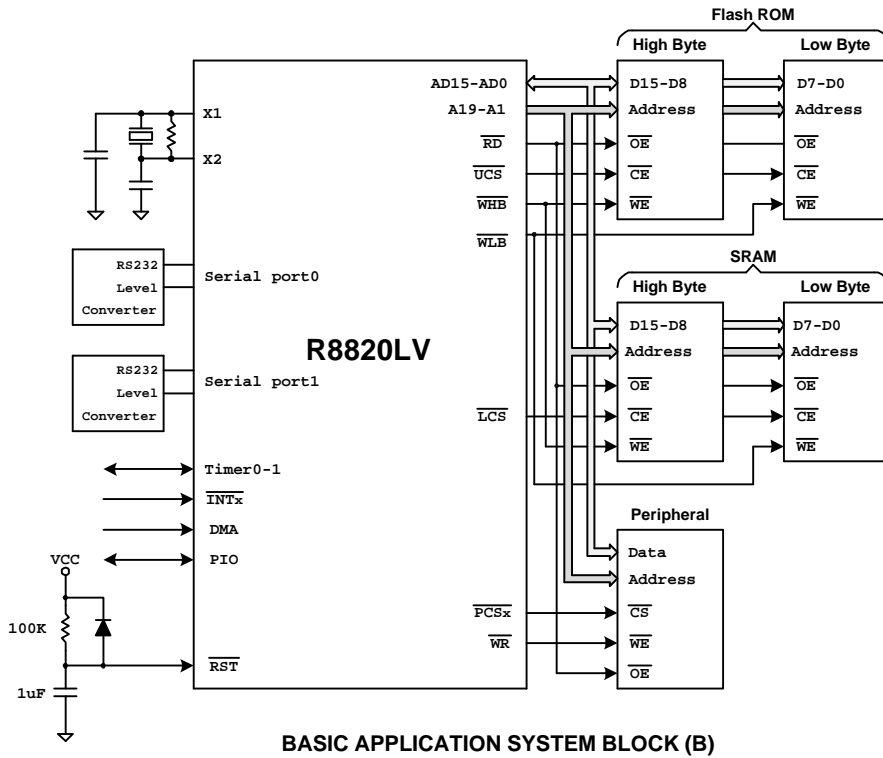 Flash ROM
High Byte
Low Byte
AD15-AD0
D15-D8
D7-D0
X1
A19-A1
Address
Address
RD
OE
OE
X2
UCS
CE
CE
WHB
WE
WE
WLB
RS232
Level
Converter
Serial port0
SRAM
High Byte
Low Byte
D15-D8
D7-D0
R8820LV
Address
Address
RS232
Level
Converter
Serial port1
OE
OE
LCS
CE
CE
WE
WE
Timer0-1
INTx
Peripheral
DMA
VCC
PIO
Data
Address
PCSx
CS
100K
WR
WE
RST
OE
1uF
BASIC APPLICATION SYSTEM BLOCK (B)